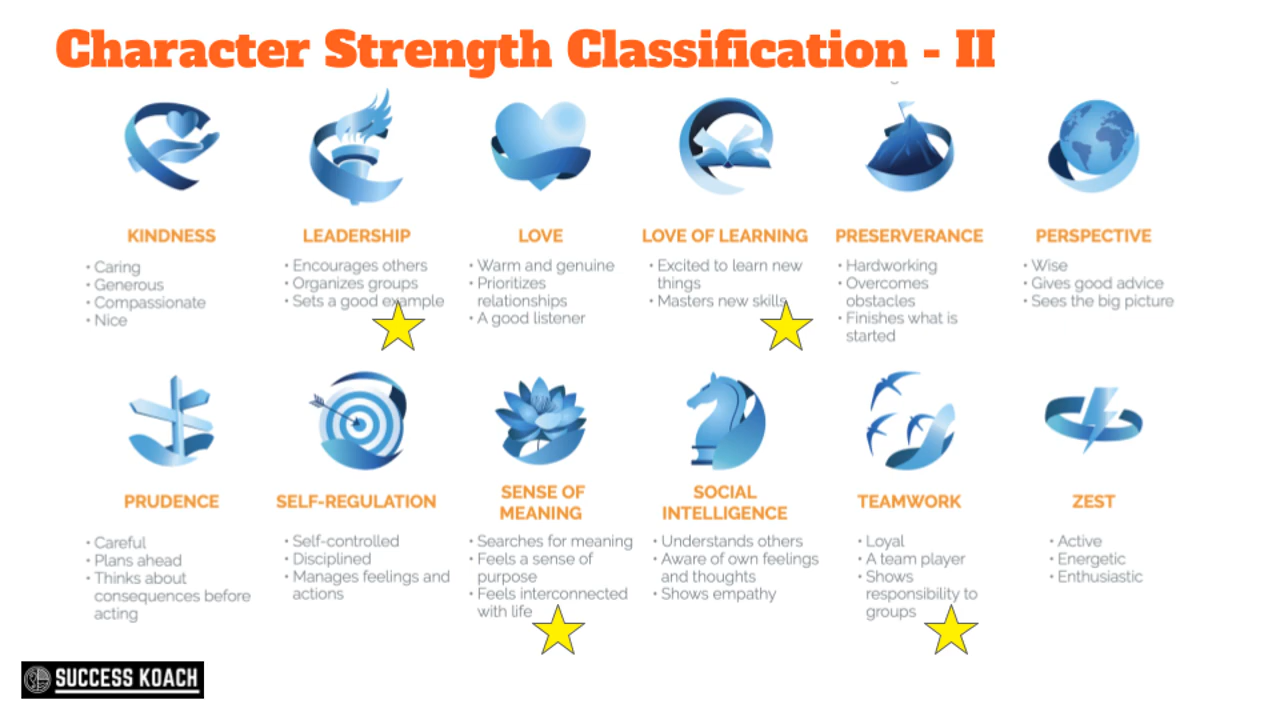 Character Strength Classification - II
KINDNESS
• Caring
• Generous
• Compassionate
• Nice
LEADERSHIP
• Encourages others
• Organizes groups
• Sets a good example
LOVE
• Warm and genuine
• Prioritizes
relationships
• A good listener
LOVE OF LEARNING
• Excited to learn new
things
• Masters new skills
PRESERVERANCE
• Hardworking
• Overcomes
obstacles
• Finishes what is
started
PERSPECTIVE
• Wise
• Gives good advice
• Sees the big picture
PRUDENCE
• Careful
• Plans ahead
• Thinks about
consequences before
acting
SELF-REGULATION
• Self-controlled
• Disciplined
• Manages feelings and
actions
SENSE OF
MEANING
• Searches for meaning
• Feels a sense of
purpose
• Feels interconnected
with life
SOCIAL
INTELLIGENCE
• Understands others
• Aware of own feelings
and thoughts
• Shows empathy
TEAMWORK
• Loyal
• A team player
• Shows
responsibility to
groups
ZEST
• Active
• Energetic
• Enthusiastic
SUCCESS KOACH